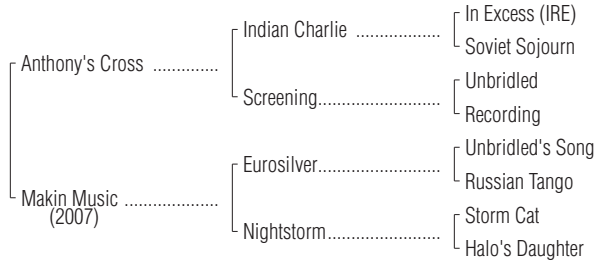 In Excess (IRE)
Indian Charlie ...................
Soviet Sojourn
Anthony's Cross ..............
Unbridled
Screening...........................
Recording
Unbridled's Song
Eurosilver...........................
Russian Tango
Makin Music ....................
(2007)
Storm Cat
Nightstorm.........................
Halo's Daughter